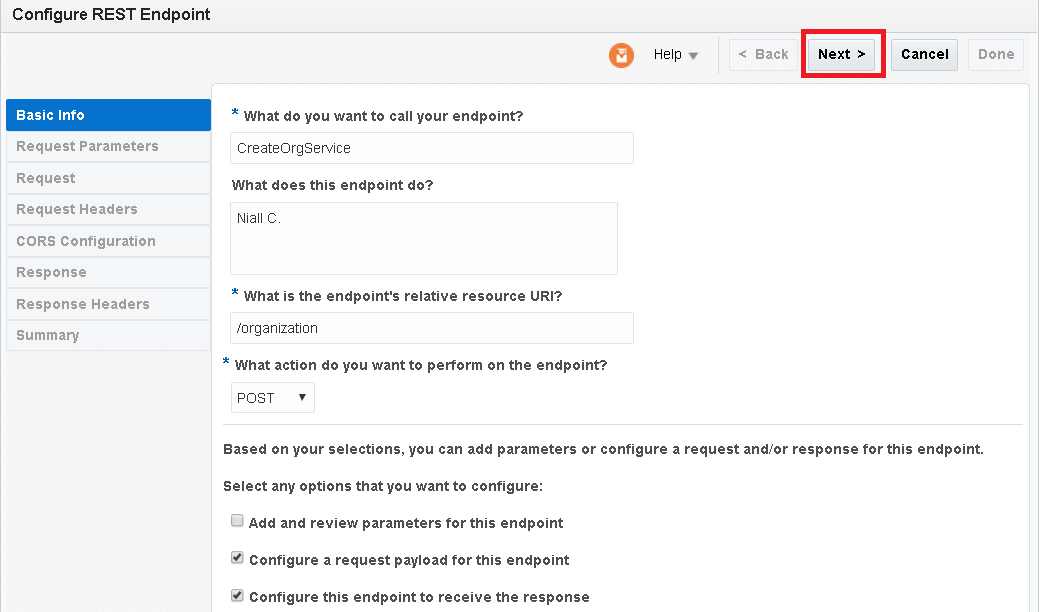 Configure REST Endpoint
Help
< Back
Next >
Cancel
Done
Basic Info
Request Parameters
Request
Request Headers
CORS Configuration
Response
Response Headers
Summary
* What do you want to call your endpoint?
CreateOrgService
What does this endpoint do?
Niall C.
* What is the endpoint's relative resource URI?
/organization
* What action do you want to perform on the endpoint?
POST
Based on your selections, you can add parameters or configure a request and/or response for this endpoint.
Select any options that you want to configure:
Add and review parameters for this endpoint
Configure a request payload for this endpoint
Configure this endpoint to receive the response